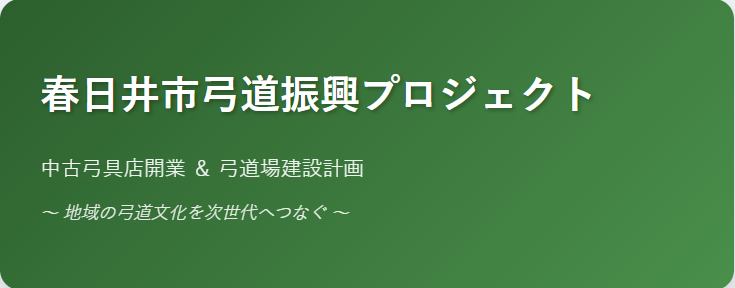 春日井市弓道振興プロジェクト
中古弓具店開業 & 弓道場建設計画
～ 地域の弓道文化を次世代へつなぐ ～